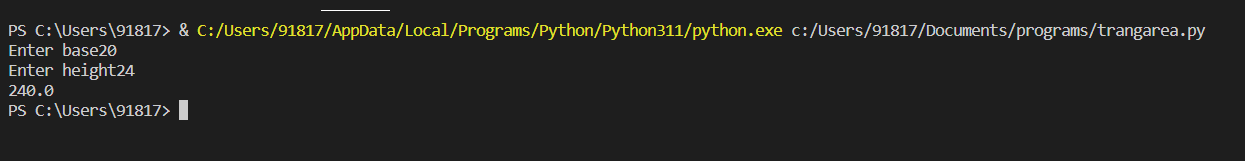 PS C:\Users\91817> & C:/Users/91817/AppData/Local/Programs/Python/Python311/python.exe c:/Users/91817/Documents/programs/trangarea.py
Enter base20
Enter height24
240.0
PS C:\Users\91817>